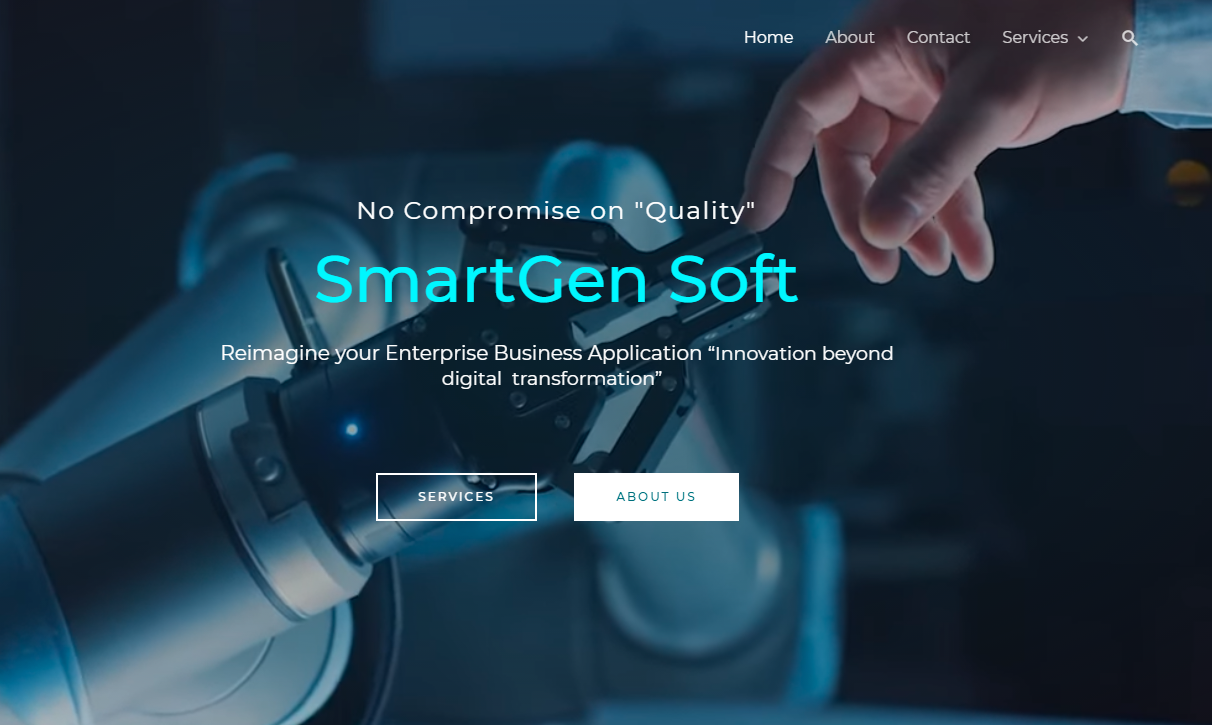 Home About Contact Services
No Compromise on "Quality"
SmartGen Soft
Reimagine your Enterprise Business Application “Innovation beyond
digital transformation”
SERVICES ABOUT US